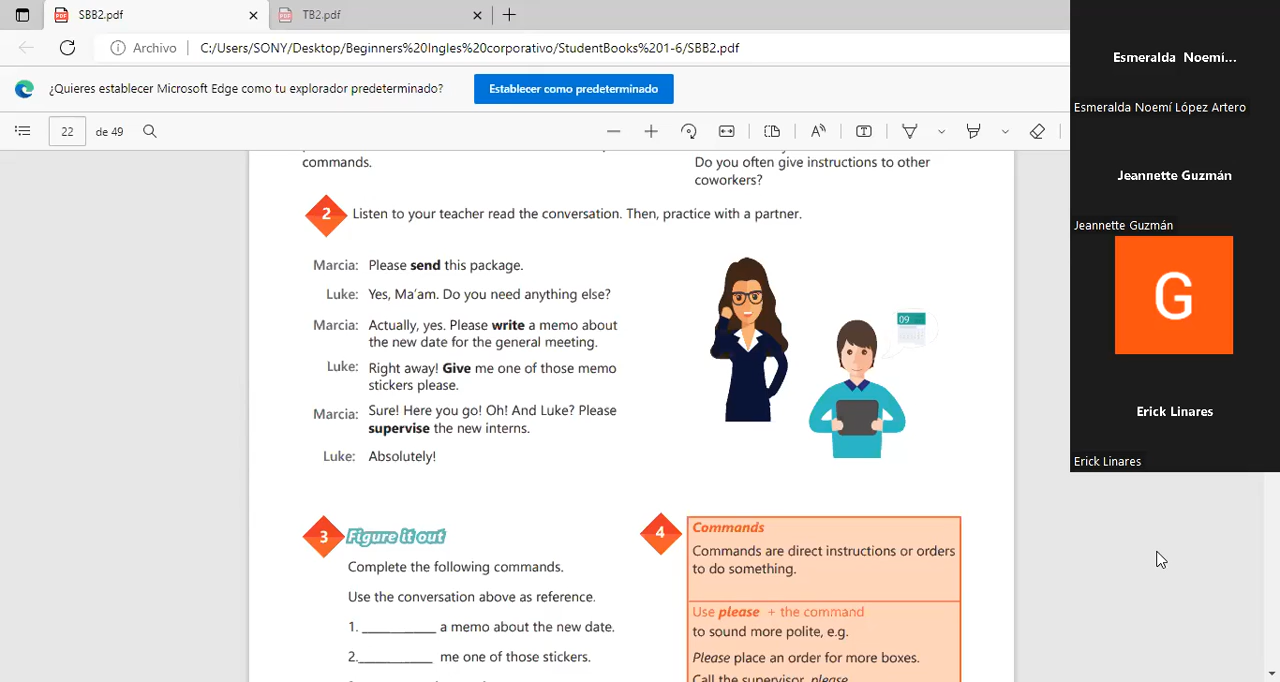 SBB2.pdf
TB2.pdf
Archivo
C:/Users/SONY/Desktop/Beginners%20Ingles%20corporativo/StudentBooks%201-6/SBB2.pdf
¿Quieres establecer Microsoft Edge como tu explorador predeterminado?
Establecer como predeterminado
22
de 49
commands.
Do you often give instructions to other
coworkers?
2
Listen to your teacher read the conversation. Then, practice with a partner.
Marcia: Please send this package.
Luke: Yes, Ma'am. Do you need anything else?
Marcia: Actually, yes. Please write a memo about
the new date for the general meeting.
Luke: Right away! Give me one of those memo
stickers please.
Marcia: Sure! Here you go! Oh! And Luke? Please
supervise the new interns.
Luke: Absolutely!
09
3
Figure it out
Complete the following commands.
Use the conversation above as reference.
1. __________ a memo about the new date.
2.__________ me one of those stickers.
4
Commands
Commands are direct instructions or orders
to do something.
Use please + the command
to sound more polite, e.g.
Please place an order for more boxes.
Call the supervisor, please
Esmeralda Noemí...
Esmeralda Noemí López Artero
Jeannette Guzmán
Jeannette Guzmán
G
Erick Linares
Erick Linares